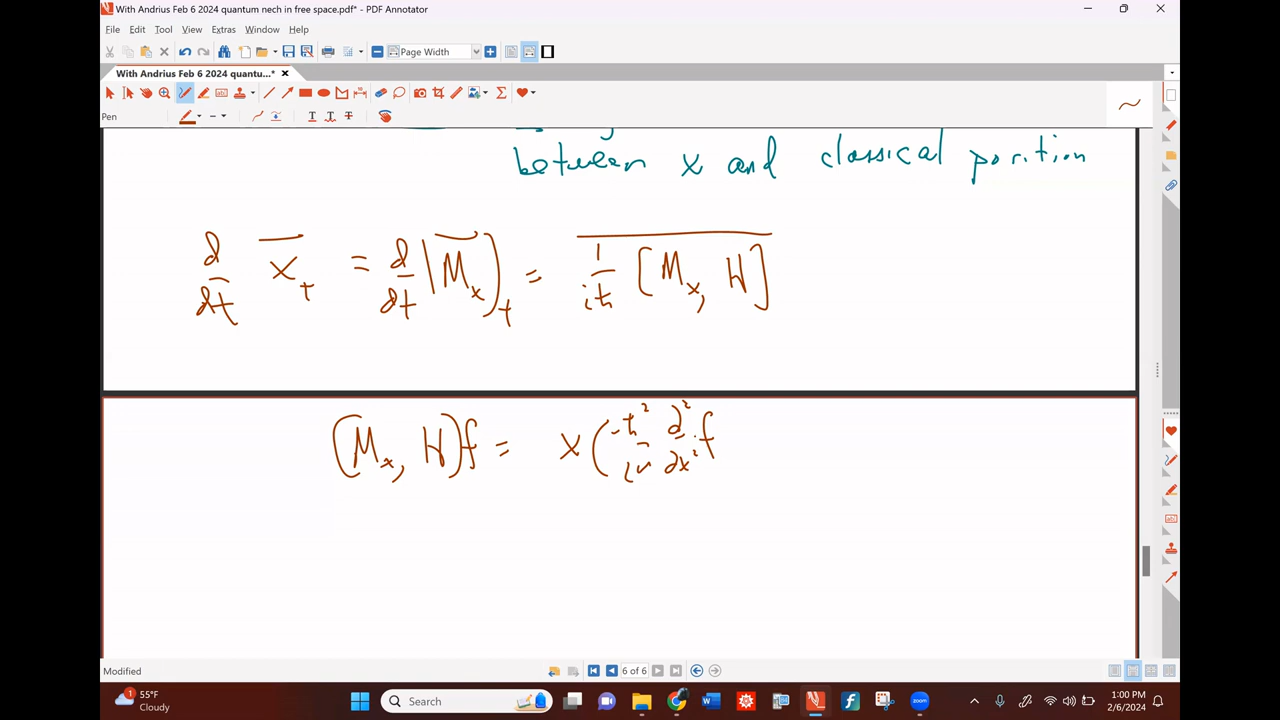 With Andrius Feb 6 2024 quantum nech in free space.pdf* - PDF Annotator
File Edit Tool View Extras Window Help
Page Width
With Andrius Feb 6 2024 quantu...*
Pen
between x and classical position
d/dt x̄_t = d/dt (M̄_x)_t = 1/iħ [M_x, H]
[M_x, H]f = x(-ħ²/2m ∂²/∂x² f
Modified
6 of 6
55°F
Cloudy
Search
1:00 PM
2/6/2024